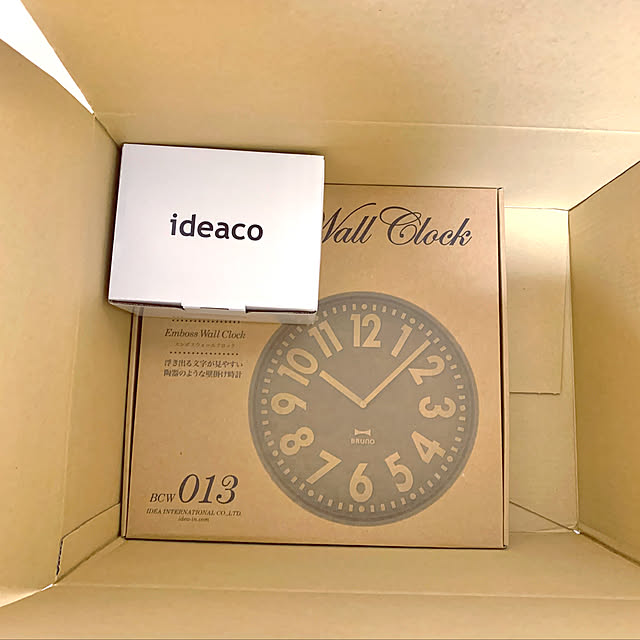 ideaco
Wall Clock
Emboss Wall Clock
エンボスウォールクロック
浮き出る文字が見やすい
陶器のような壁掛け時計
12
1
2
3
4
5
6
7
8
9
10
11
BRUNO
BCW 013
IDEA INTERNATIONAL CO.,LTD.
idea-in.com